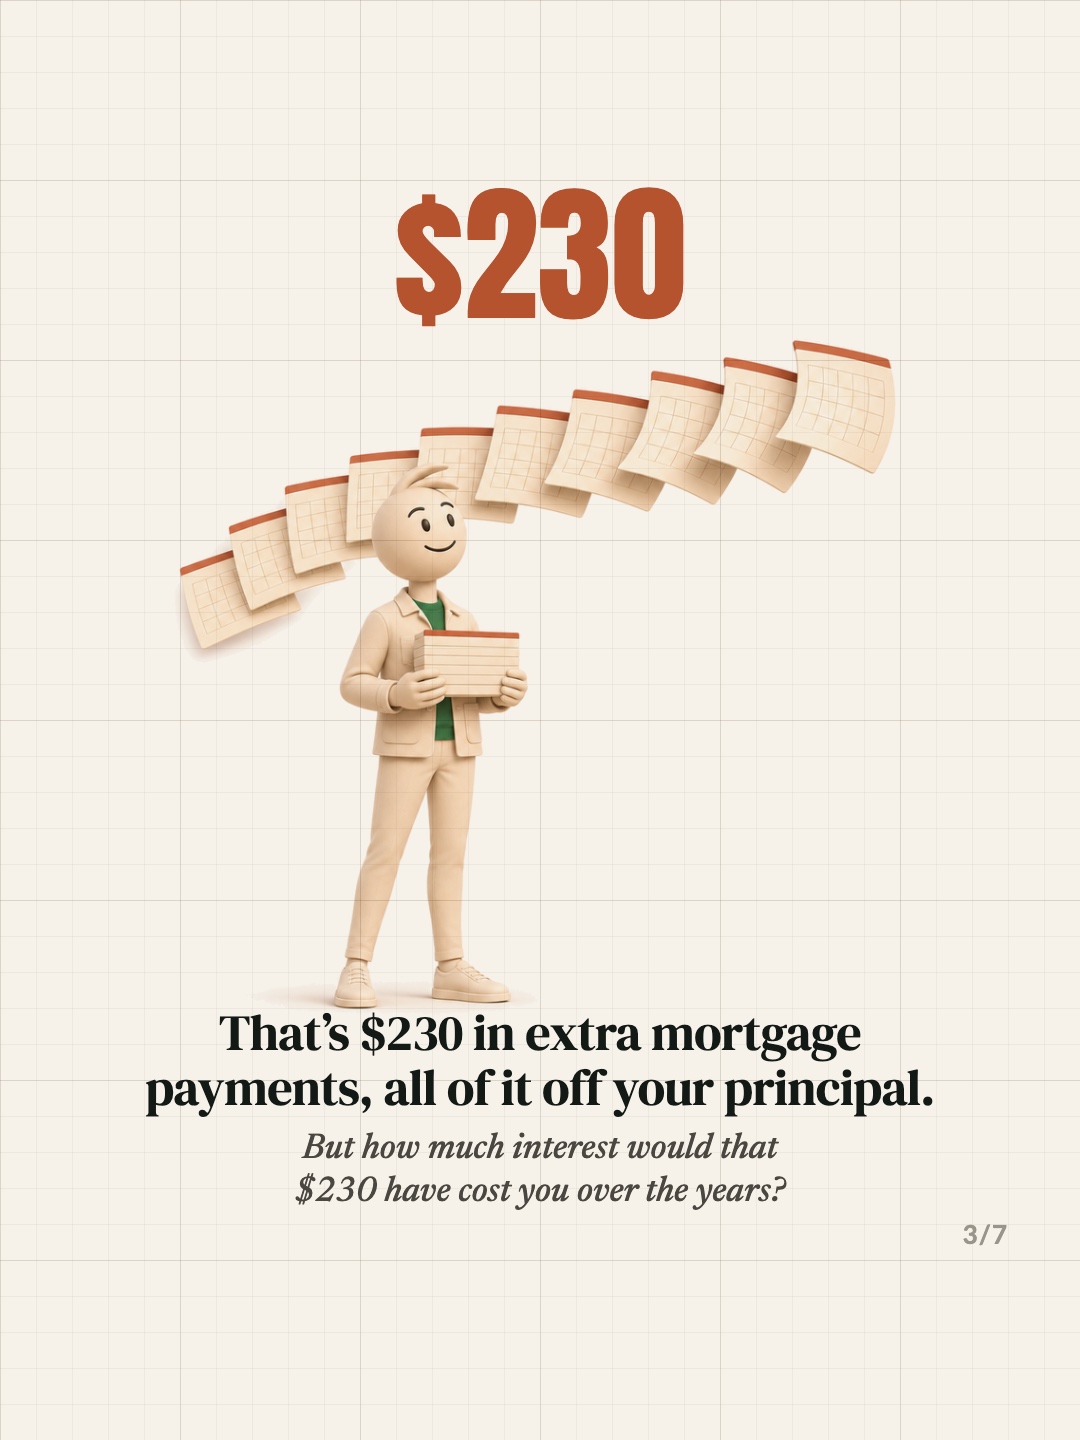 $230
That’s $230 in extra mortgage
payments, all of it off your principal.
But how much interest would that
$230 have cost you over the years?
3/7